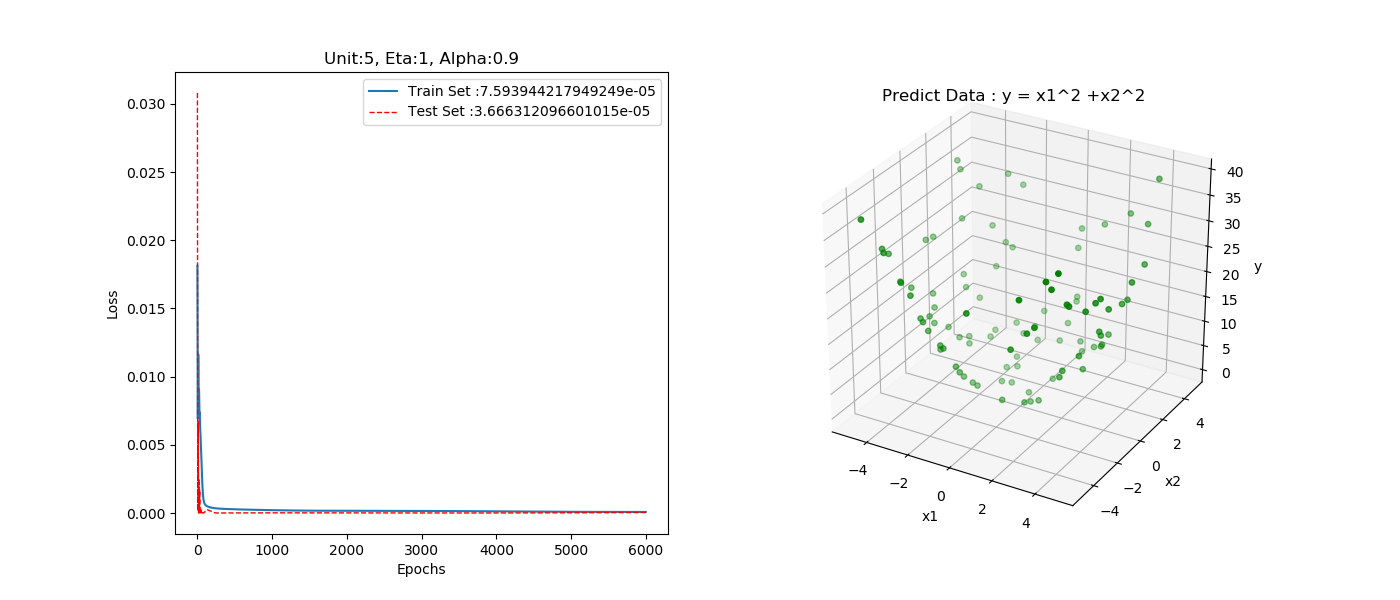 Unit:5, Eta:1, Alpha:0.9
Train Set :7.593944217949249e-05
Test Set :3.666312096601015e-05
0.030
0.025
0.020
0.015
0.010
0.005
0.000
Loss
0 1000 2000 3000 4000 5000 6000
Epochs
Predict Data : y = x1^2 +x2^2
40
35
30
25
20
15
10
5
0
y
−4 −2 0 2 4
x1
4
2
0
−2
−4
x2